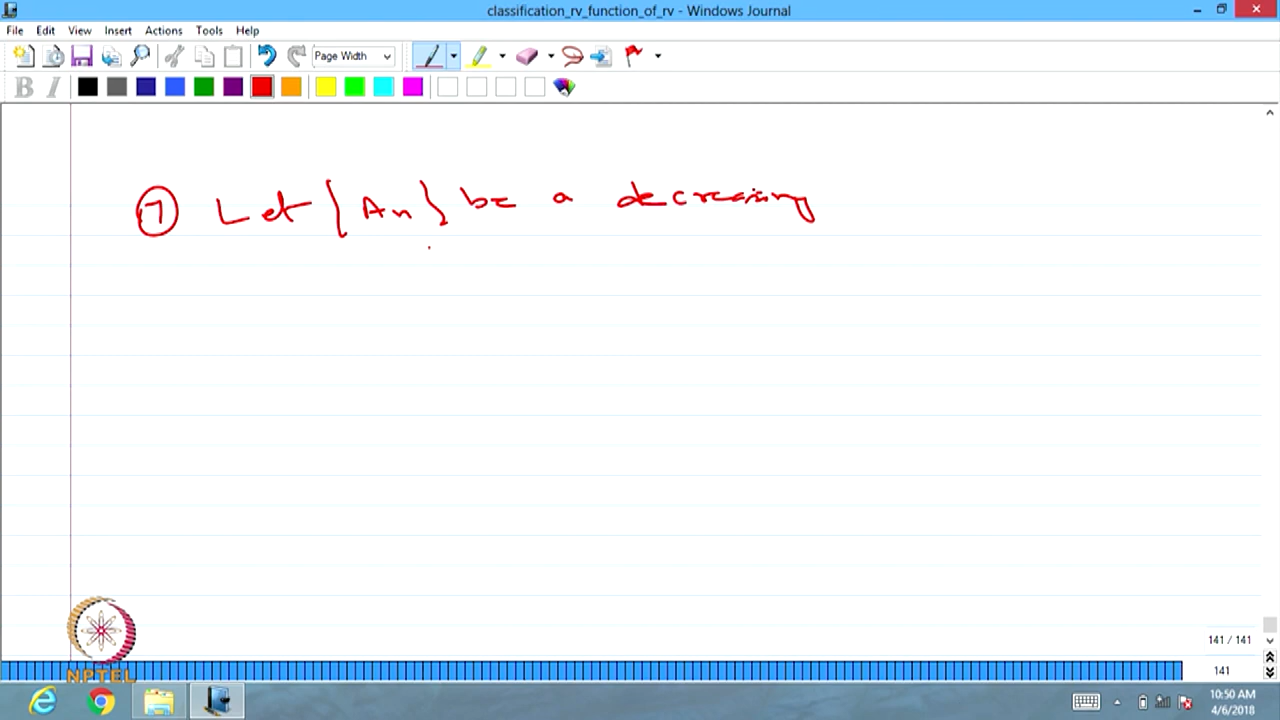 classification_rv_function_of_rv - Windows Journal
File Edit View Insert Actions Tools Help
Page Width
B I
⑦ Let {An} be a decreasing
141 / 141
NPTEL
141
10:50 AM
4/6/2018